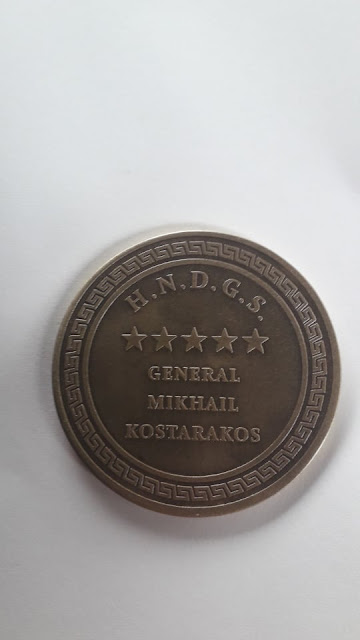 H.N.D.G.S.
GENERAL
MIKHAIL
KOSTARAKOS